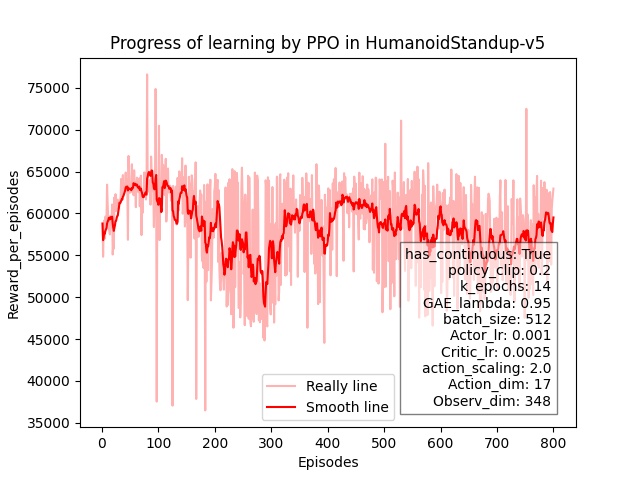 Progress of learning by PPO in HumanoidStandup-v5
Reward_per_episodes
75000
70000
65000
60000
55000
50000
45000
40000
35000
has_continuous: True
policy_clip: 0.2
k_epochs: 14
GAE_lambda: 0.95
batch_size: 512
Actor_lr: 0.001
Critic_lr: 0.0025
action_scaling: 2.0
Action_dim: 17
Observ_dim: 348
Really line
Smooth line
0 100 200 300 400 500 600 700 800
Episodes